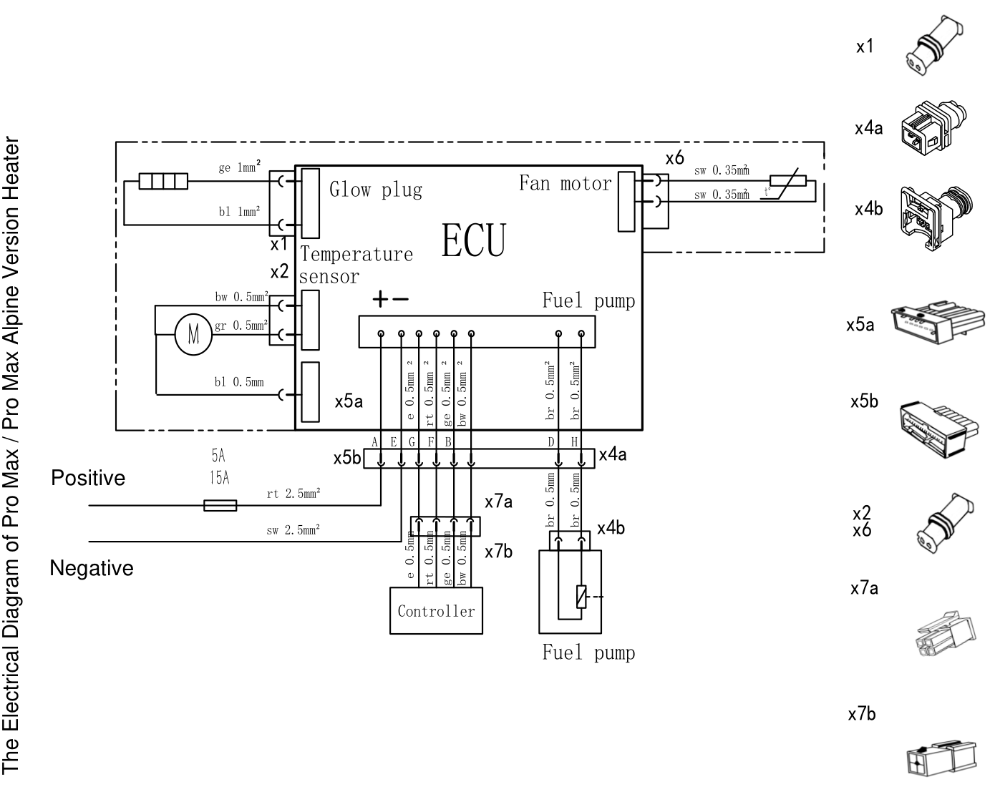 The Electrical Diagram of Pro Max / Pro Max Alpine Version Heater
x1
x4a
x4b
x5a
x5b
x2
x6
x7a
x7b
ge 1mm²
bl 1mm²
x1
Glow plug
Fan motor
x6
sw 0.35mm²
sw 0.35mm²
t°
ECU
Temperature
sensor
x2
bw 0.5mm²
gr 0.5mm²
M
bl 0.5mm
+ −
Fuel pump
x5a
e 0.5mm²
rt 0.5mm²
ge 0.5mm²
bw 0.5mm²
br 0.5mm²
br 0.5mm²
A E G F B D H
x5b
x4a
5A
15A
Positive
rt 2.5mm²
sw 2.5mm²
Negative
x7a
x7b
e 0.5mm
rt 0.5mm
ge 0.5mm
bw 0.5mm
br 0.5mm
br 0.5mm
x4b
Controller
Fuel pump